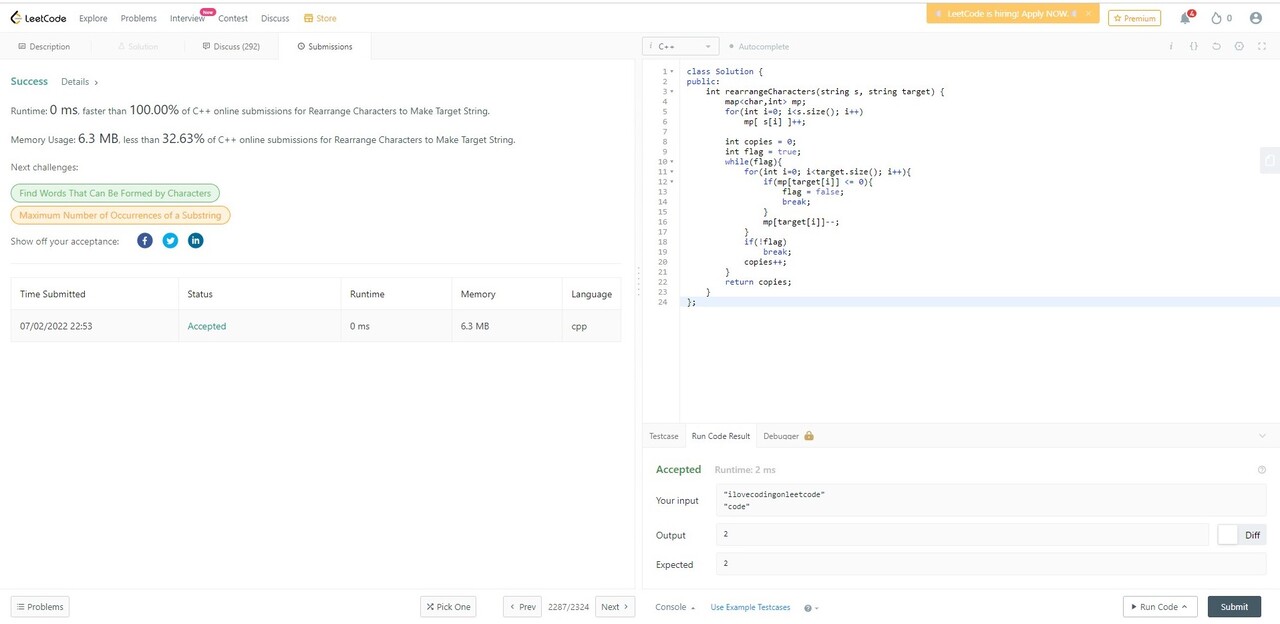 LeetCode Explore Problems Interview New Contest Discuss Store LeetCode is hiring! Apply NOW. × Premium 4 0
Description Solution Discuss (292) Submissions
i C++ Autocomplete i {}
Success Details >
Runtime: 0 ms, faster than 100.00% of C++ online submissions for Rearrange Characters to Make Target String.
Memory Usage: 6.3 MB, less than 32.63% of C++ online submissions for Rearrange Characters to Make Target String.
Next challenges:
Find Words That Can Be Formed by Characters
Maximum Number of Occurrences of a Substring
Show off your acceptance: f in
Time Submitted Status Runtime Memory Language
07/02/2022 22:53 Accepted 0 ms 6.3 MB cpp
1 class Solution {
2 public:
3 int rearrangeCharacters(string s, string target) {
4 map<char,int> mp;
5 for(int i=0; i<s.size(); i++)
6 mp[ s[i] ]++;
7
8 int copies = 0;
9 int flag = true;
10 while(flag){
11 for(int i=0; i<target.size(); i++){
12 if(mp[target[i]] <= 0){
13 flag = false;
14 break;
15 }
16 mp[target[i]]--;
17 }
18 if(!flag)
19 break;
20 copies++;
21 }
22 return copies;
23 }
24 };
Testcase Run Code Result Debugger
Accepted Runtime: 2 ms
Your input "ilovecodingonleetcode"
"code"
Output 2 Diff
Expected 2
Problems Pick One < Prev 2287/2324 Next > Console Use Example Testcases ? Run Code Submit